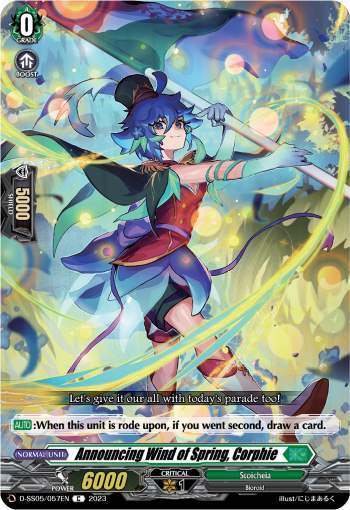 0
GRADE
BOOST
5000
SHIELD
Let's give it our all with today's parade too!
AUTO:When this unit is rode upon, if you went second, draw a card.
NORMAL UNIT
Announcing Wind of Spring, Corphie
POWER 6000
CRITICAL
1
Stoicheia
Bioroid
D-SS05/057EN C 2023
illust/にじまあるく